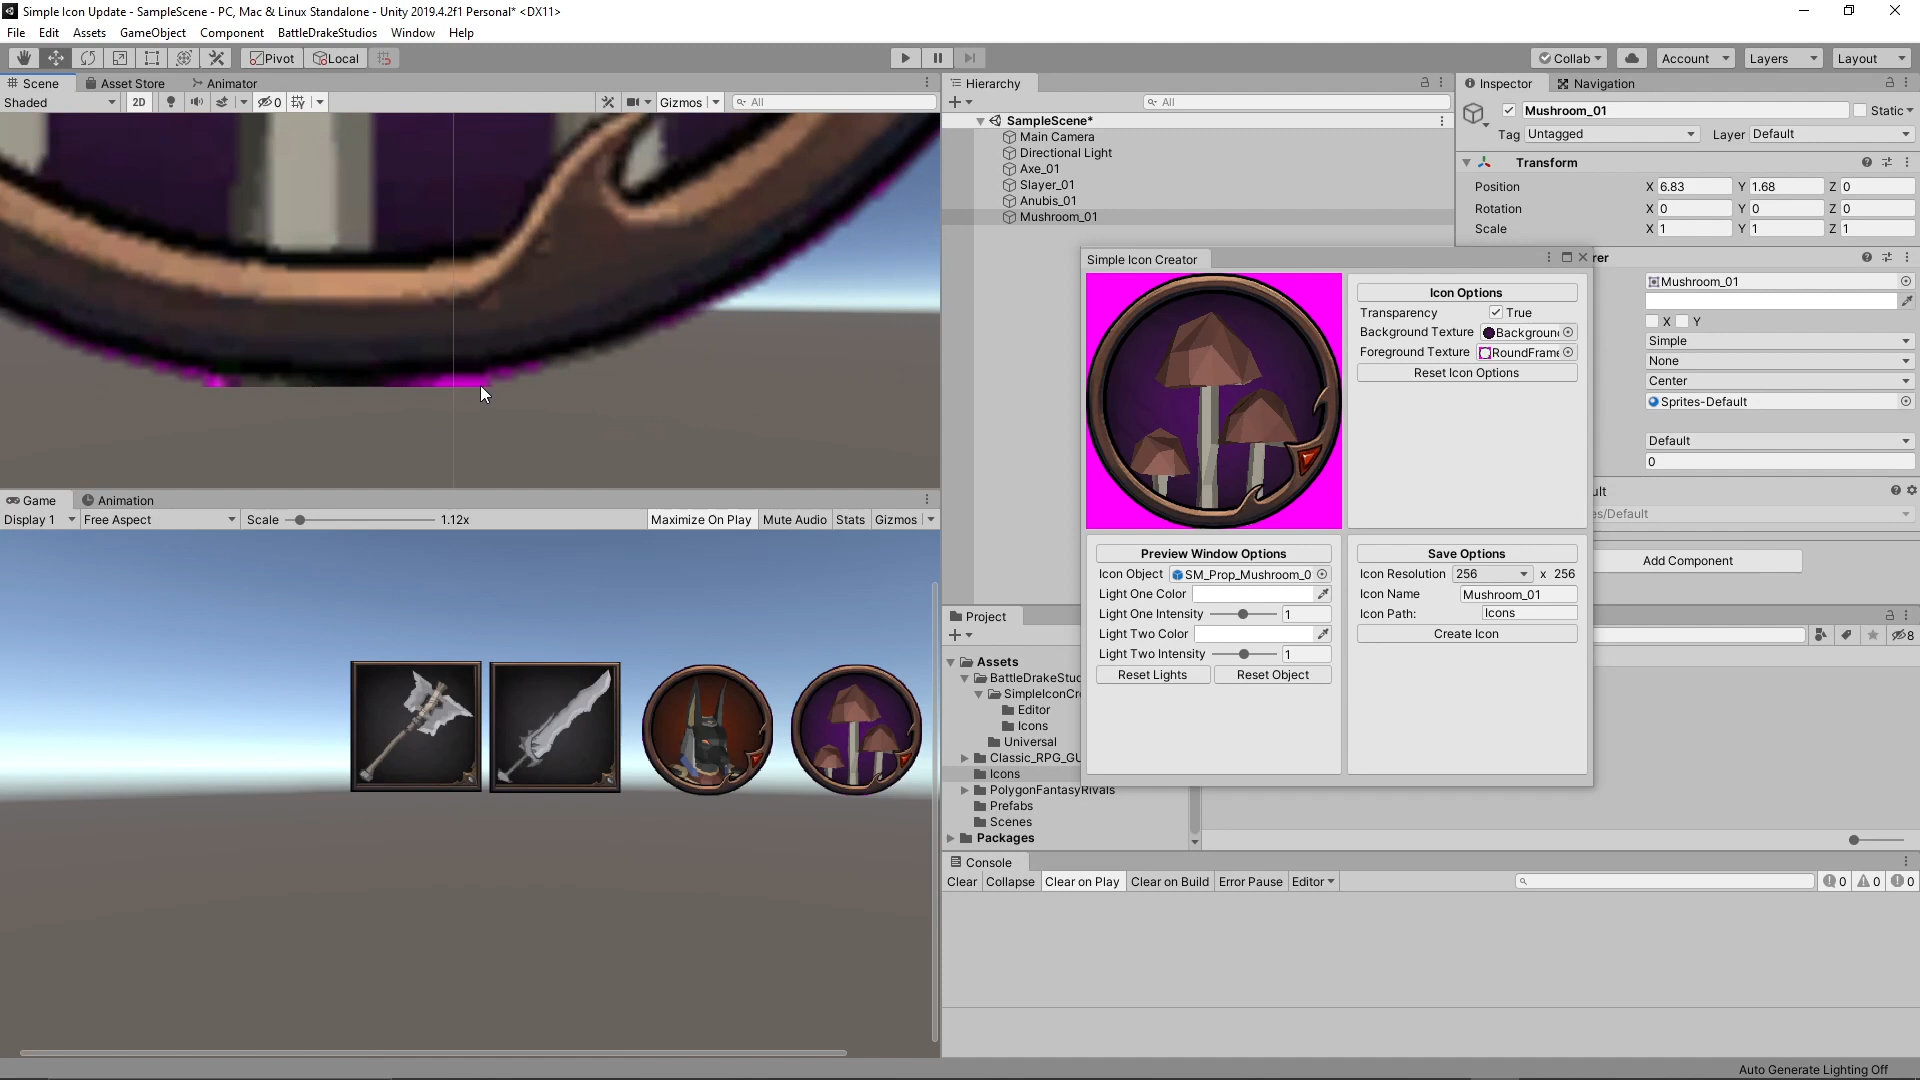 Simple Icon Update - SampleScene - PC, Mac & Linux Standalone - Unity 2019.4.2f1 Personal* <DX11>
File Edit Assets GameObject Component BattleDrakeStudios Window Help
Pivot Local Collab Account Layers Layout
Scene Asset Store Animator
Shaded 2D 0 Gizmos All
Hierarchy
All
SampleScene*
Main Camera
Directional Light
Axe_01
Slayer_01
Anubis_01
Mushroom_01
Inspector Navigation
Mushroom_01 Static
Tag Untagged Layer Default
Transform
Position X 6.83 Y 1.68 Z 0
Rotation X 0 Y 0 Z 0
Scale X 1 Y 1 Z 1
rer
Mushroom_01
X Y
Simple
None
Center
Sprites-Default
Default
0
ult
es/Default
Add Component
Simple Icon Creator
Icon Options
Transparency True
Background Texture Background
Foreground Texture RoundFrame
Reset Icon Options
Preview Window Options
Icon Object SM_Prop_Mushroom_0
Light One Color
Light One Intensity 1
Light Two Color
Light Two Intensity 1
Reset Lights Reset Object
Save Options
Icon Resolution 256 x 256
Icon Name Mushroom_01
Icon Path: Icons
Create Icon
Game Animation
Display 1 Free Aspect Scale 1.12x Maximize On Play Mute Audio Stats Gizmos
Project
8
Assets
BattleDrakeStud
SimpleIconCr
Editor
Icons
Universal
Classic_RPG_GU
Icons
PolygonFantasyRivals
Prefabs
Scenes
Packages
Console
Clear Collapse Clear on Play Clear on Build Error Pause Editor 0 0 0
Auto Generate Lighting Off